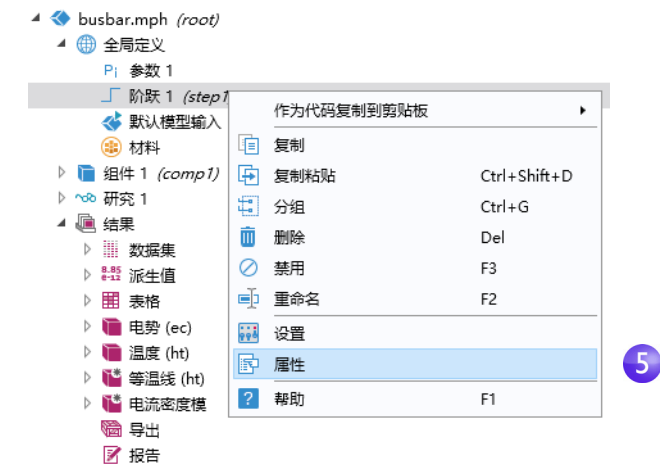 busbar.mph (root)
全局定义
Pi 参数 1
阶跃 1 (step1
默认模型输入
材料
组件 1 (comp1)
研究 1
结果
数据集
8.85
e-12 派生值
表格
电势 (ec)
温度 (ht)
等温线 (ht)
电流密度模
导出
报告
作为代码复制到剪贴板
复制
复制粘贴 Ctrl+Shift+D
分组 Ctrl+G
删除 Del
禁用 F3
重命名 F2
设置
属性
? 帮助 F1
5